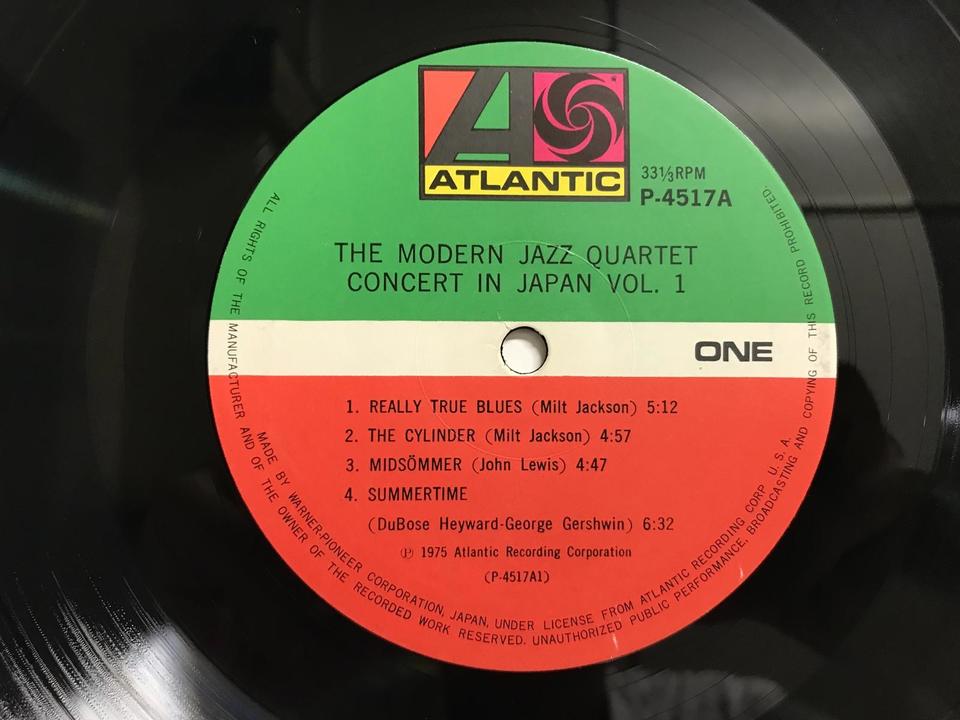 ATLANTIC
33⅓RPM
P-4517A
THE MODERN JAZZ QUARTET
CONCERT IN JAPAN VOL. 1
ONE
1. REALLY TRUE BLUES (Milt Jackson) 5:12
2. THE CYLINDER (Milt Jackson) 4:57
3. MIDSÖMMER (John Lewis) 4:47
4. SUMMERTIME
(DuBose Heyward-George Gershwin) 6:32
Ⓟ 1975 Atlantic Recording Corporation
(P-4517A1)
MADE BY WARNER-PIONEER CORPORATION, JAPAN, UNDER LICENSE FROM ATLANTIC RECORDING CORP U. S. A.
ALL RIGHTS OF THE MANUFACTURER AND OF THE OWNER OF THE RECORDED WORK RESERVED. UNAUTHORIZED PUBLIC PERFORMANCE, BROADCASTING AND COPYING OF THIS RECORD PROHIBITED.